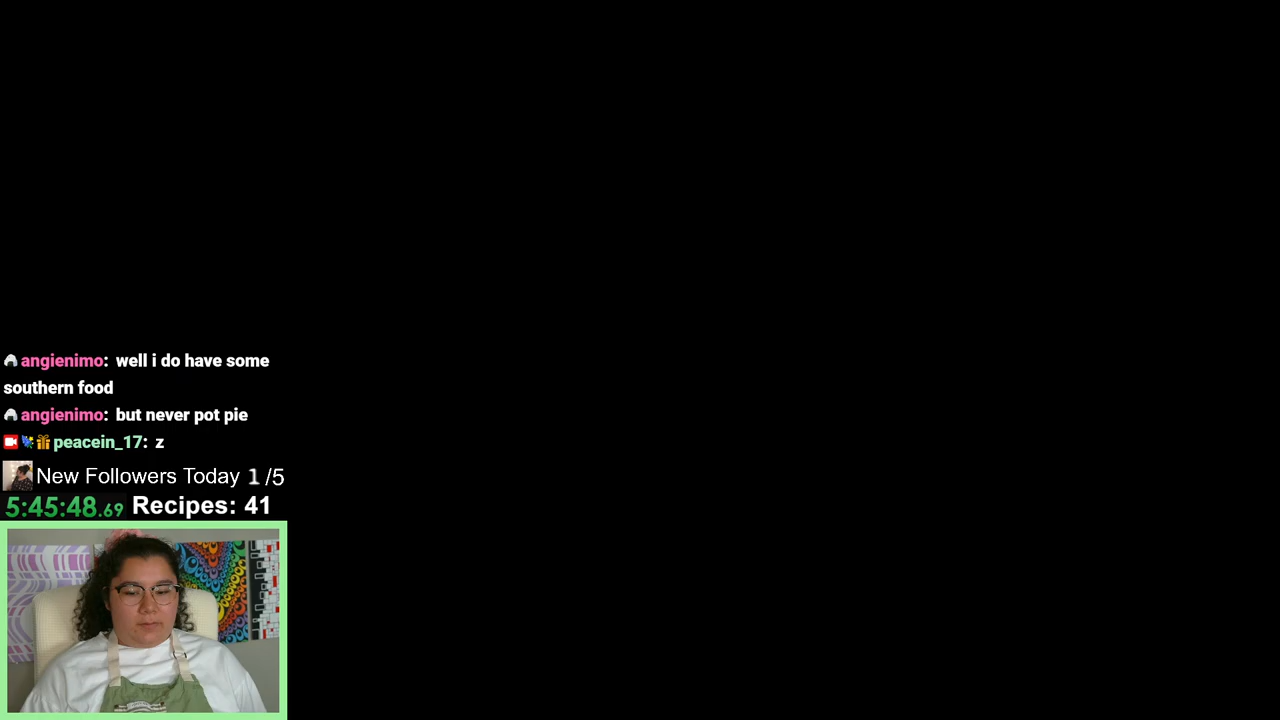 angienimo: well i do have some
southern food
angienimo: but never pot pie
peacein_17: z
New Followers Today 1 /5
5:45:48.69 Recipes: 41